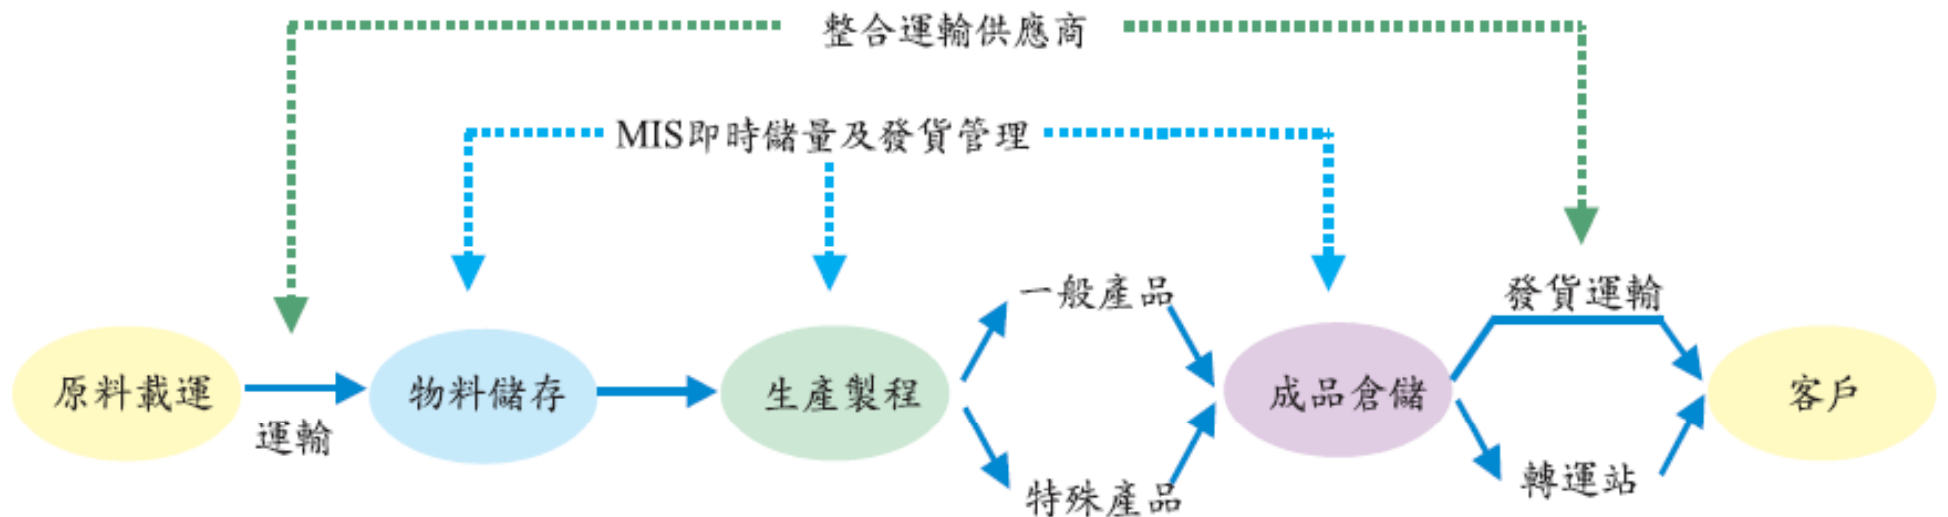 整合運輸供應商
MIS即時儲量及發貨管理
一般產品
發貨運輸
原料載運
物料儲存
生產製程
成品倉儲
客戶
運輸
特殊產品
轉運站